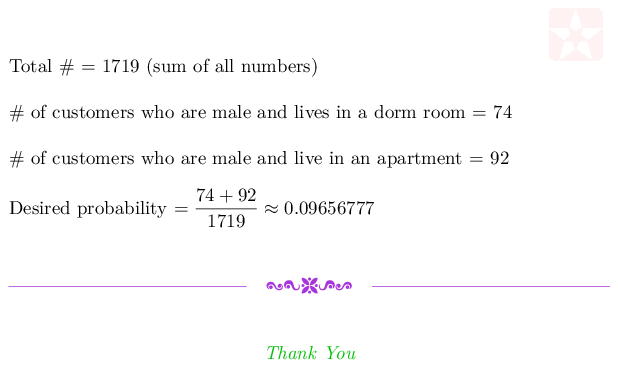 Total # = 1719 (sum of all numbers)
# of customers who are male and lives in a dorm room = 74
# of customers who are male and live in an apartment = 92
Desired probability = \frac{74 + 92}{1719} ≈ 0.09656777
Thank You